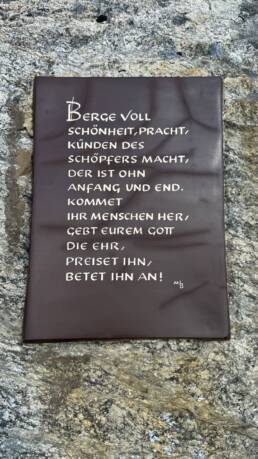 BERGE VOLL
SCHÖNHEIT, PRACHT,
KÜNDEN DES
SCHÖPFERS MACHT,
DER IST OHN
ANFANG UND END.
KOMMET
IHR MENSCHEN HER,
GEBT EUREM GOTT
DIE EHR,
PREISET IHN,
BETET IHN AN!